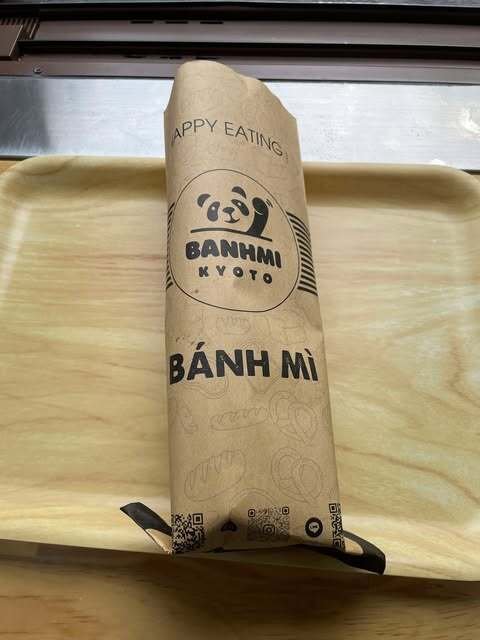 APPY EATING
BANHMI
KYOTO
BÁNH MÌ